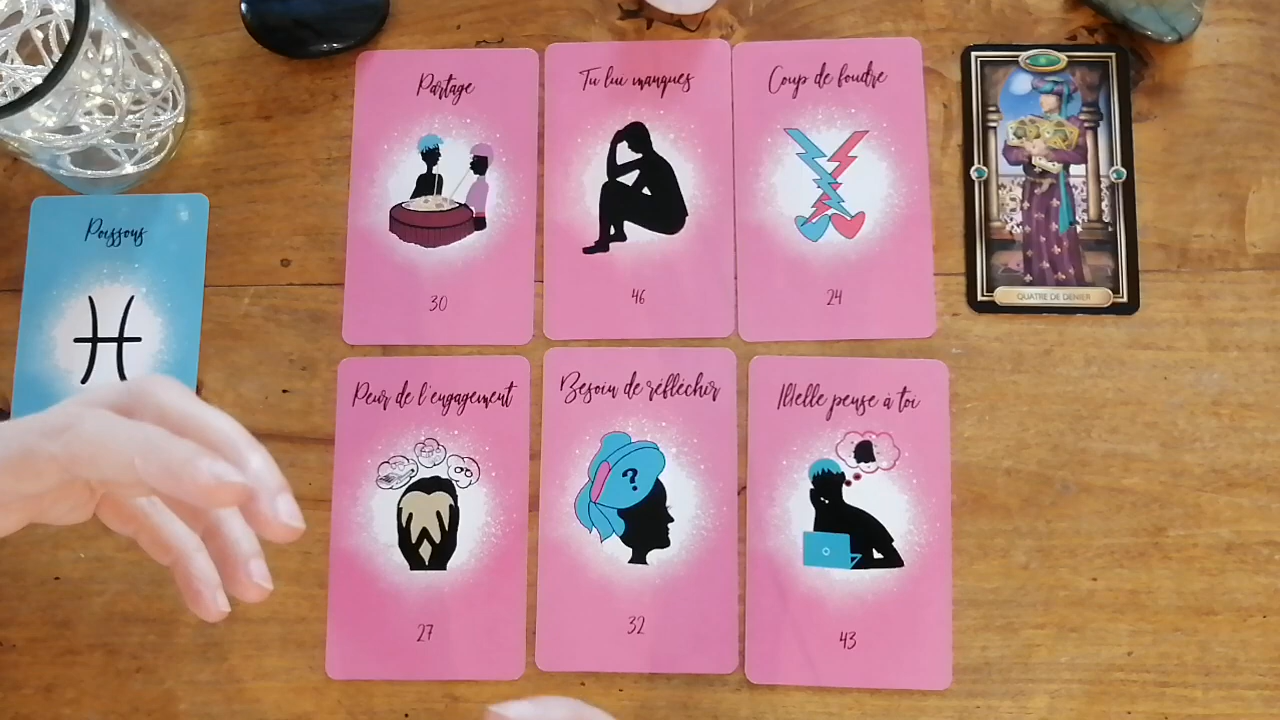 Partage
Tu lui manques
Coup de foudre
30
46
24
QUATRE DE DENIER
Poissons
Peur de l'engagement
Besoin de réfléchir
Il/elle pense à toi
?
27
32
43